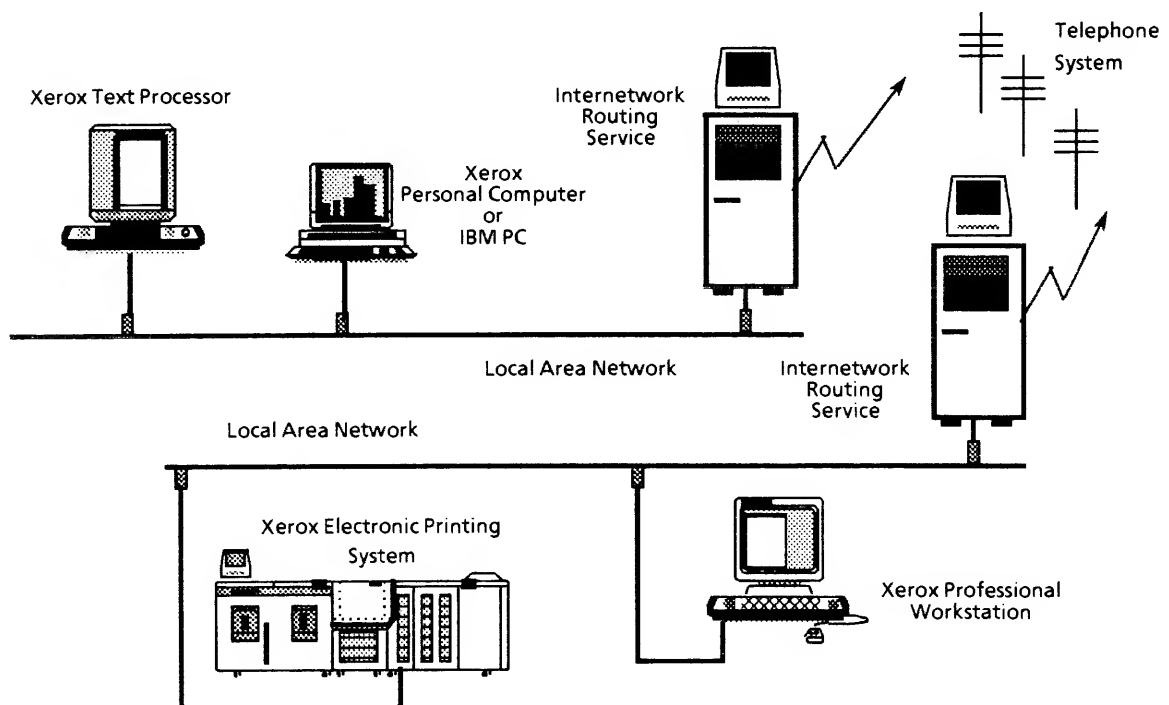 Telephone
System
Xerox Text Processor
Internetwork
Routing
Service
Xerox
Personal Computer
or
IBM PC
Local Area Network
Internetwork
Routing
Service
Local Area Network
Xerox Electronic Printing
System
Xerox Professional
Workstation